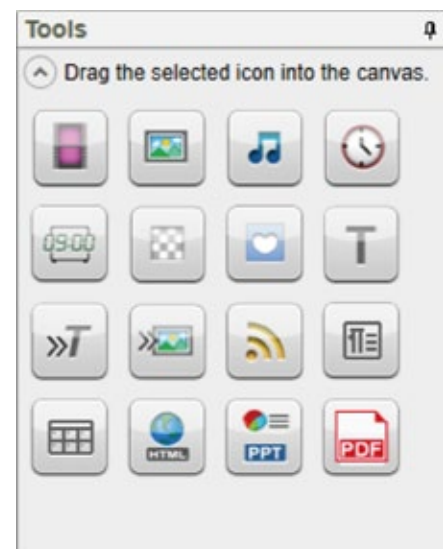 Tools
Drag the selected icon into the canvas.
09:00
T
»T
HTML
PPT
PDF